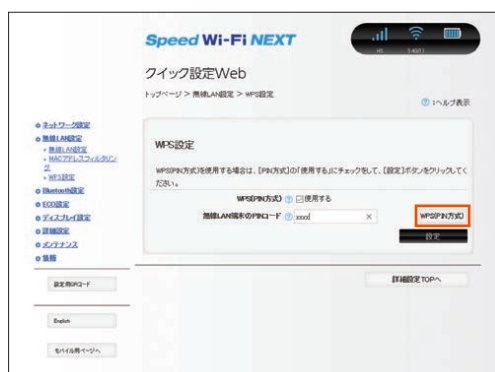 Speed Wi-Fi NEXT
クイック設定Web
トップページ > 無線LAN設定 > WPS設定
ヘルプ表示
ネットワーク設定
無線LAN設定
無線LAN設定
MACアドレスフィルタリング
WPS設定
Bluetooth設定
ECO設定
ディスプレイ設定
詳細設定
メンテナンス
情報
設定用QRコード
English
モバイル用ページへ
WPS設定
WPS(PIN方式)を使用する場合は、[PIN方式]の「使用する」にチェックをして、[設定]ボタンをクリックしてください。
WPS(PIN方式) ? 使用する
無線LAN端末のPINコード ? xxxxxl × WPS(PIN方式)
設定
詳細設定TOPへ